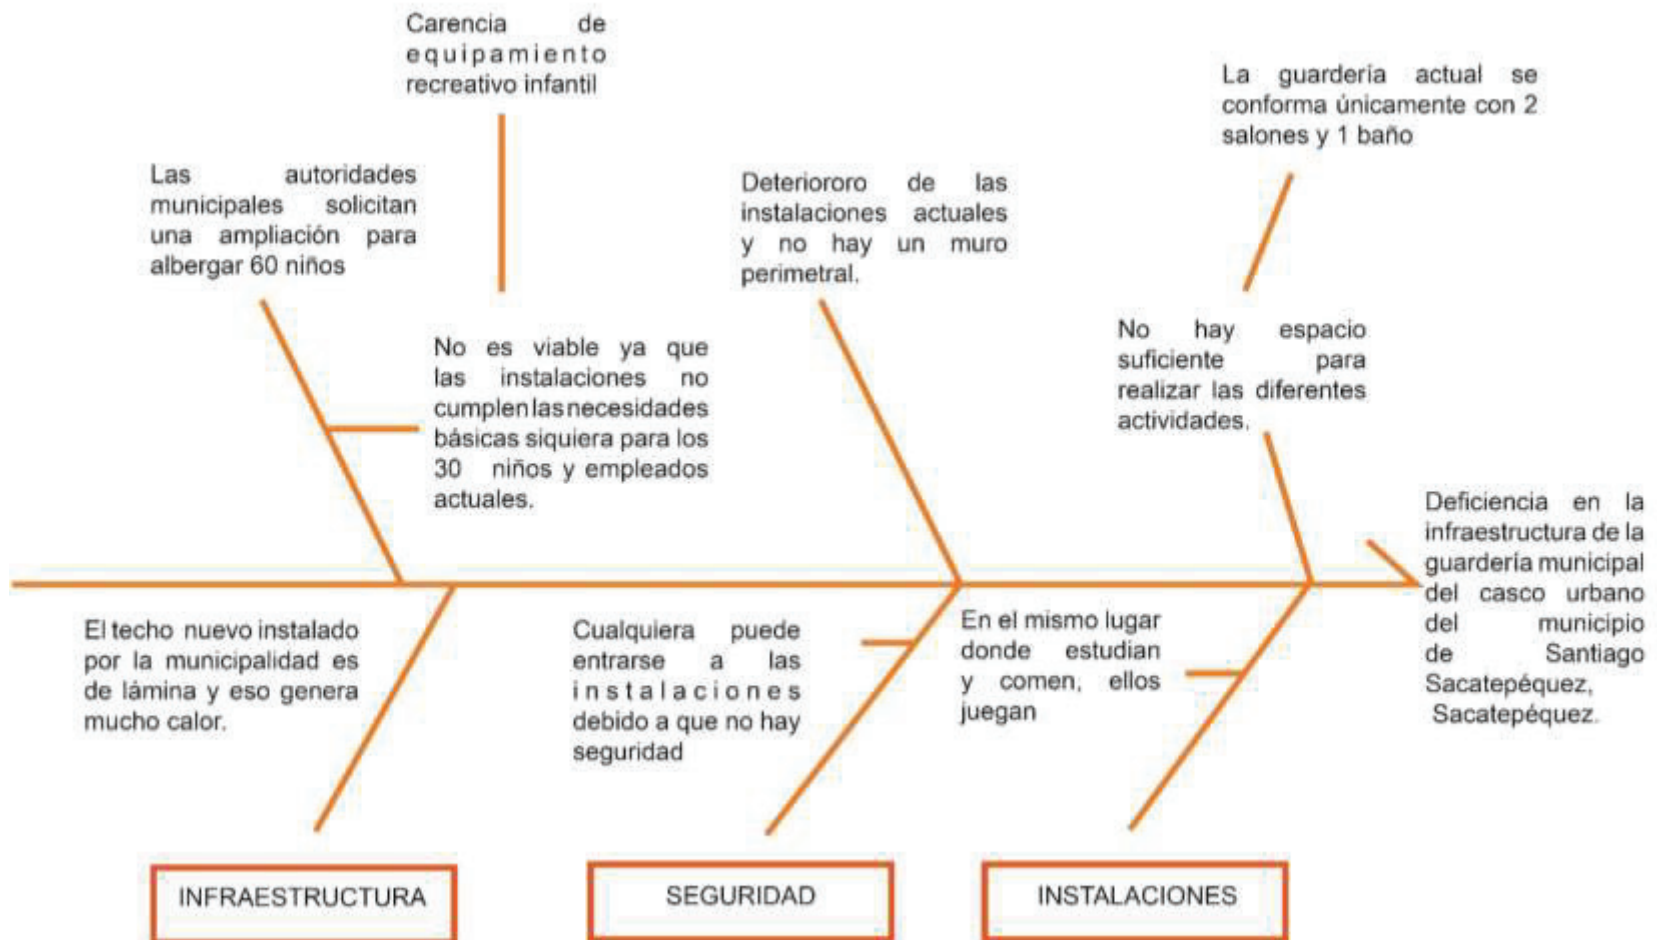 Carencia de
equipamiento
recreativo infantil
La guardería actual se
conforma únicamente con 2
salones y 1 baño
Las autoridades
municipales solicitan
una ampliación para
albergar 60 niños
Deteriororo de las
instalaciones actuales
y no hay un muro
perimetral.
No es viable ya que
las instalaciones no
cumplen las necesidades
básicas siquiera para los
30 niños y empleados
actuales.
No hay espacio
suficiente para
realizar las diferentes
actividades.
Deficiencia en la
infraestructura de la
guardería municipal
del casco urbano
del municipio
de Santiago
Sacatepéquez,
Sacatepéquez.
El techo nuevo instalado
por la municipalidad es
de lámina y eso genera
mucho calor.
Cualquiera puede
entrarse a las
instalaciones
debido a que no hay
seguridad
En el mismo lugar
donde estudian
y comen, ellos
juegan
INFRAESTRUCTURA
SEGURIDAD
INSTALACIONES